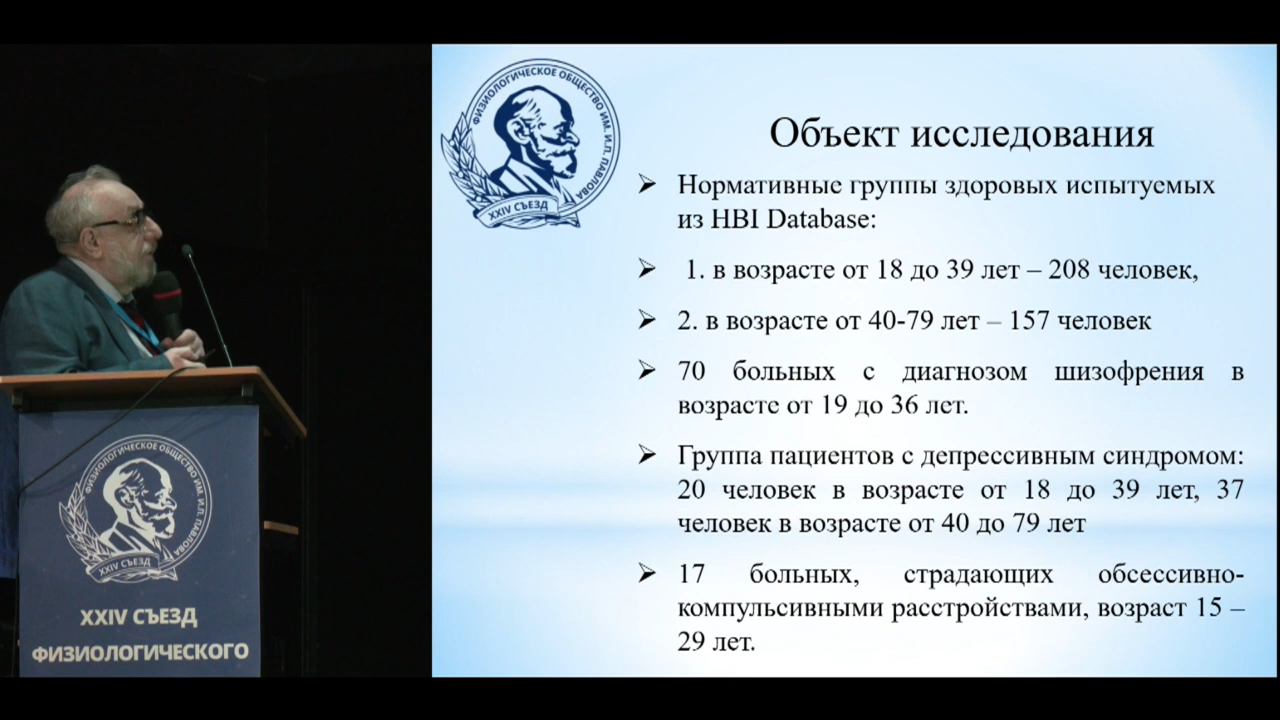 ФИЗИОЛОГИЧЕСКОЕ ОБЩЕСТВО ИМ. И.П. ПАВЛОВА
XXIV СЪЕЗД
Объект исследования
Нормативные группы здоровых испытуемых
из HBI Database:
1. в возрасте от 18 до 39 лет – 208 человек,
2. в возрасте от 40-79 лет – 157 человек
70 больных с диагнозом шизофрения в
возрасте от 19 до 36 лет.
Группа пациентов с депрессивным синдромом:
20 человек в возрасте от 18 до 39 лет, 37
человек в возрасте от 40 до 79 лет
17 больных, страдающих обсессивно-
компульсивными расстройствами, возраст 15 –
29 лет.
ФИЗИОЛОГИЧЕСКОЕ ОБЩЕСТВО ИМ. И.П. ПАВЛОВА
XXIV СЪЕЗД
XXIV СЪЕЗД
ФИЗИОЛОГИЧЕСКОГО